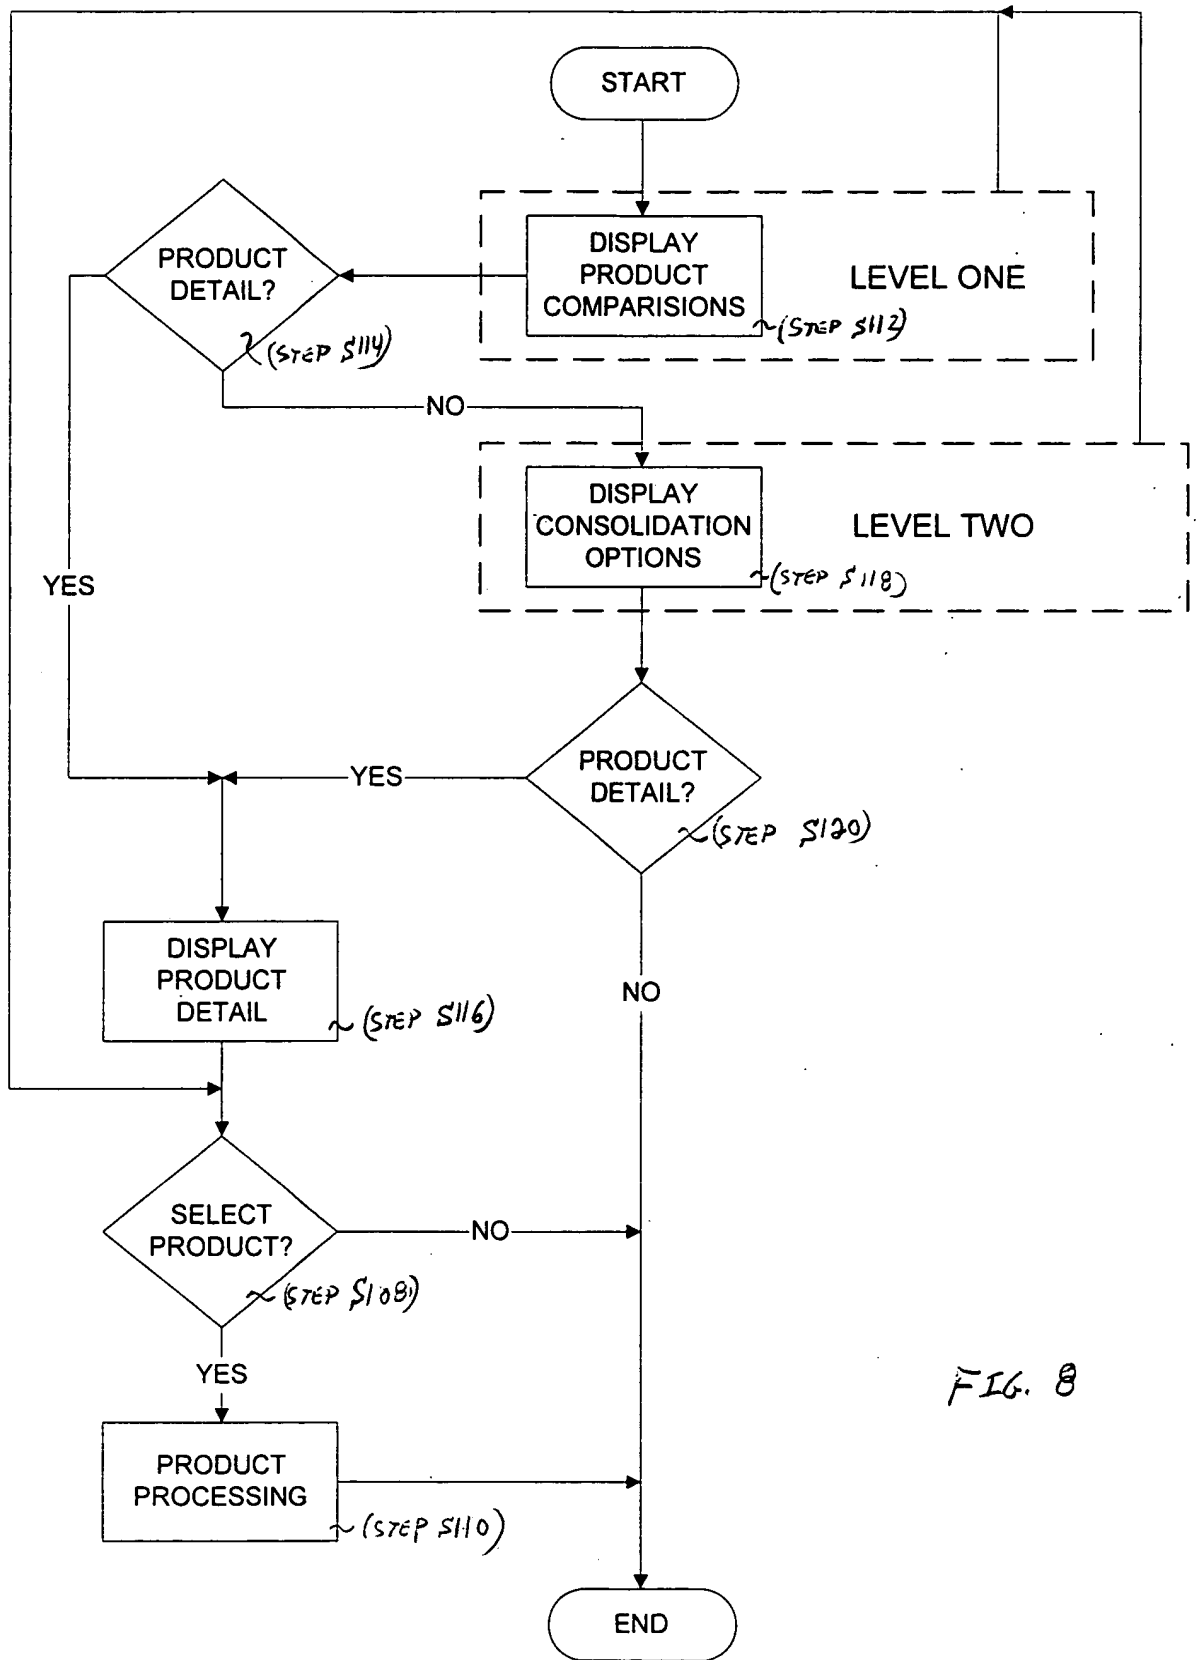 START
PRODUCT
DETAIL?
(STEP S114)
DISPLAY
PRODUCT
COMPARISIONS
(STEP S112)
LEVEL ONE
NO
DISPLAY
CONSOLIDATION
OPTIONS
(STEP S118)
LEVEL TWO
YES
PRODUCT
DETAIL?
(STEP S120)
YES
DISPLAY
PRODUCT
DETAIL
(STEP S116)
NO
SELECT
PRODUCT?
(STEP S108)
NO
YES
PRODUCT
PROCESSING
(STEP S110)
FIG. 8
END